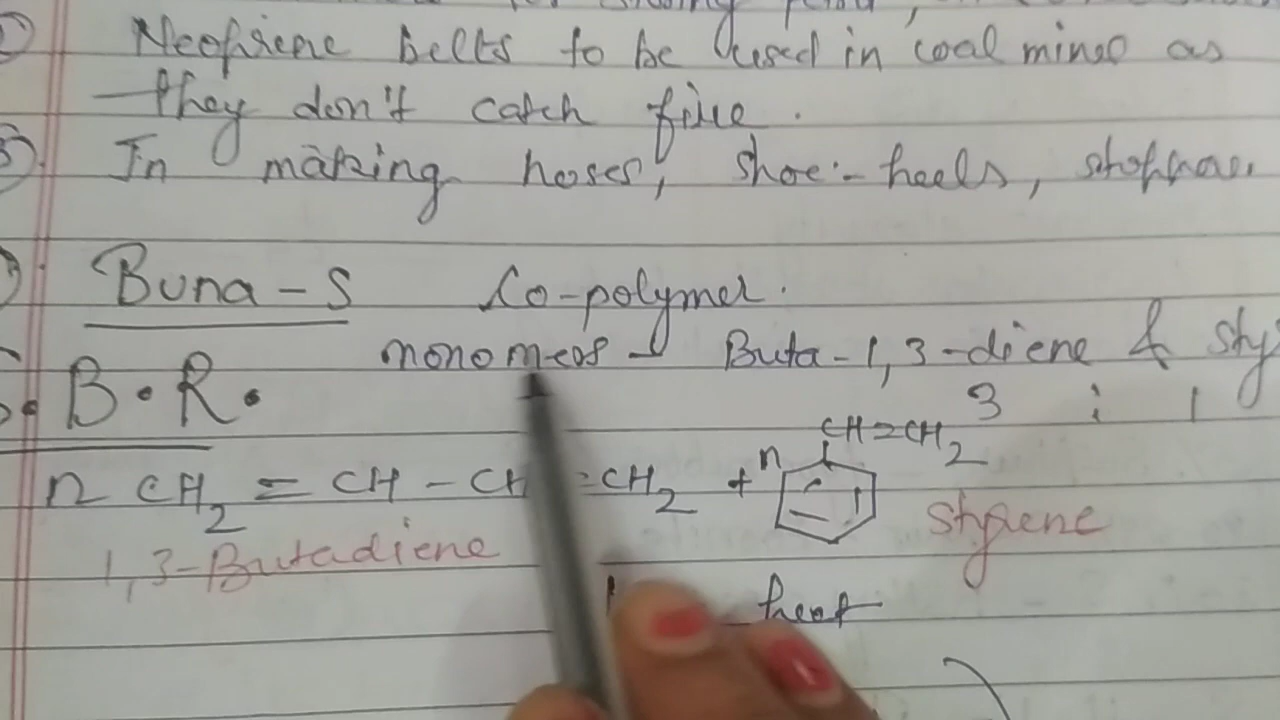 Neoprene belts to be used in coal mines as
they don't catch fire.
In making hoses, shoe-heels,
Buna-S Co-polymer.
monomers → Buta-1,3-diene &
B.R. 3 : 1
CH=CH2
n CH2 = CH - CH =CH2 + n
Styrene
1,3-Butadiene
heat